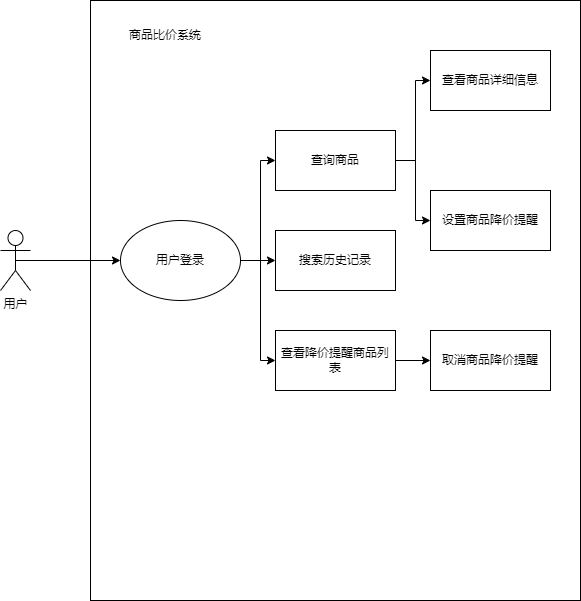 商品比价系统
查看商品详细信息
查询商品
设置商品降价提醒
用户登录
搜索历史记录
用户
查看降价提醒商品列
表
取消商品降价提醒